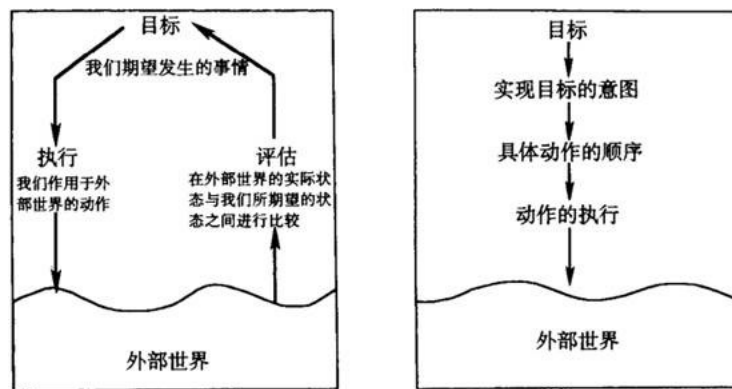 目标
我们期望发生的事情
执行
我们作用于外
部世界的动作
评估
在外部世界的实际状
态与我们所期望的状
态之间进行比较
外部世界
目标
实现目标的意图
具体动作的顺序
动作的执行
外部世界